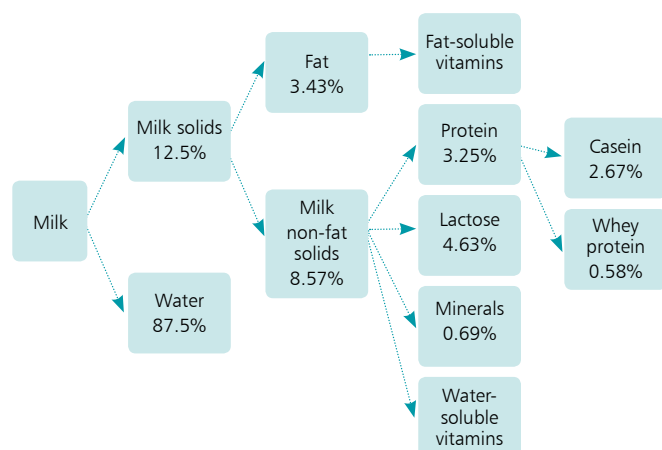 Milk
Milk solids
12.5%
Water
87.5%
Fat
3.43%
Milk
non-fat
solids
8.57%
Fat-soluble
vitamins
Protein
3.25%
Lactose
4.63%
Minerals
0.69%
Water-
soluble
vitamins
Casein
2.67%
Whey
protein
0.58%